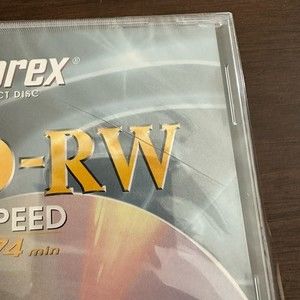 orex®
CT DISC
D-RW
PEED
74 min